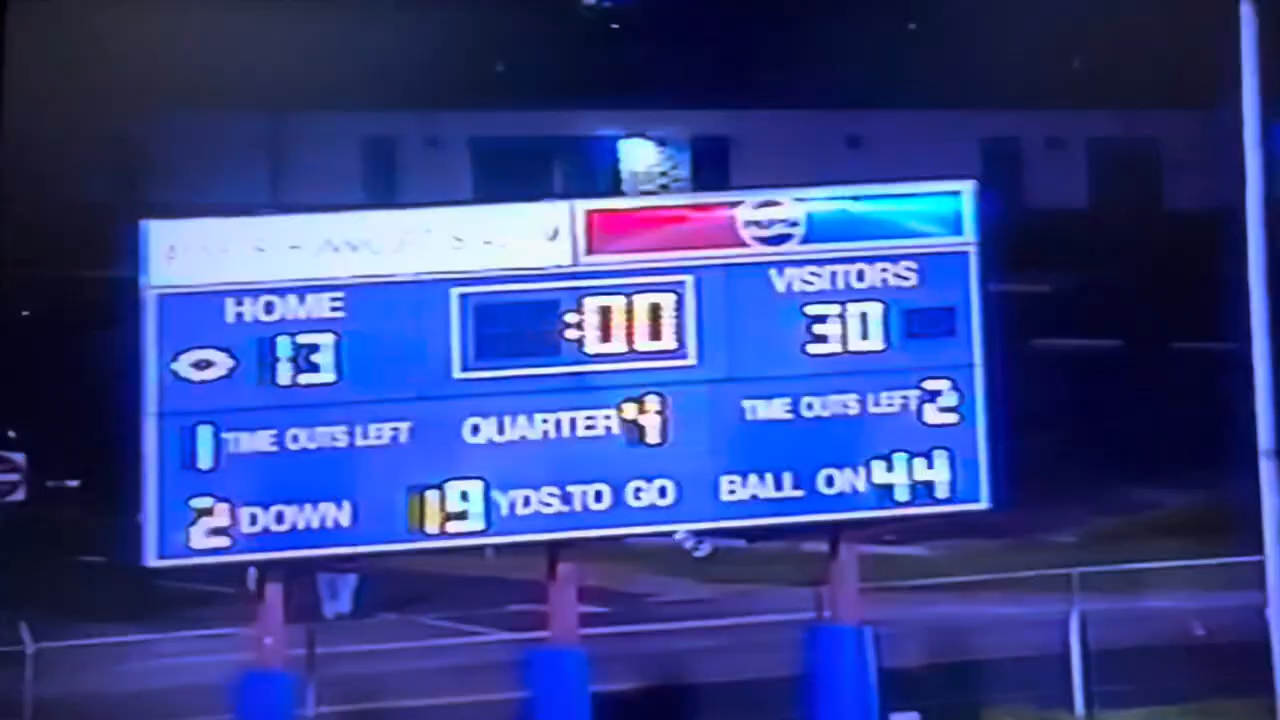 HOME
13
:00
VISITORS
30
1 TIME OUTS LEFT
QUARTER 4
TIME OUTS LEFT 2
2 DOWN
19 YDS. TO GO
BALL ON 44